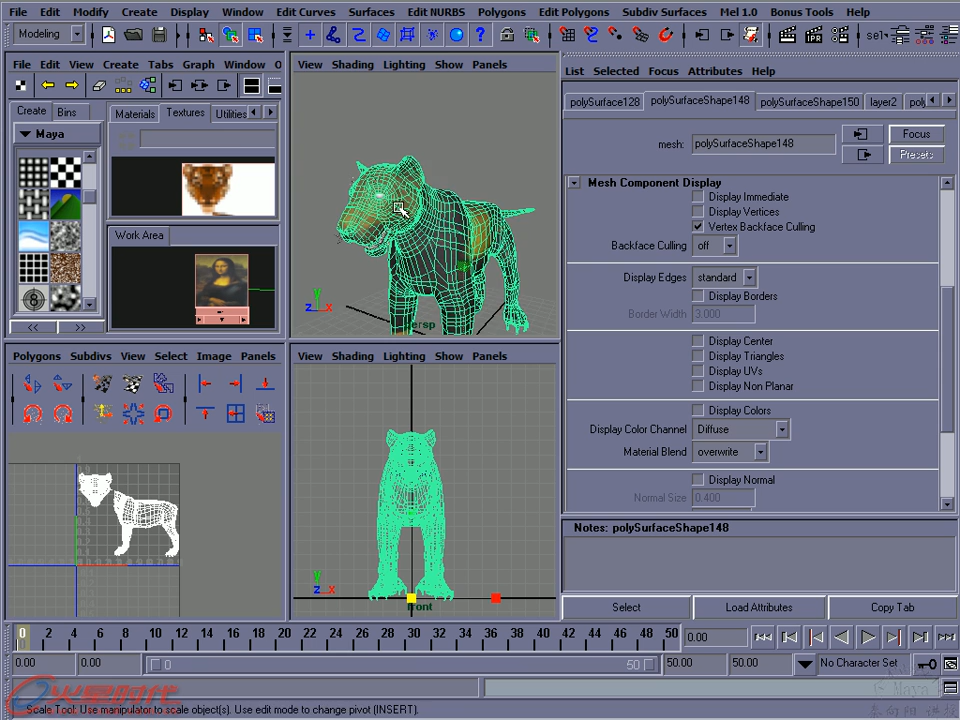 File Edit Modify Create Display Window Edit Curves Surfaces Edit NURBS Polygons Edit Polygons Subdiv Surfaces Mel 1.0 Bonus Tools Help
Modeling
sel
File Edit View Create Tabs Graph Window O
Create Bins
Maya
Materials Textures Utilities
Work Area
View Shading Lighting Show Panels
y
z x
persp
List Selected Focus Attributes Help
polySurface128 polySurfaceShape148 polySurfaceShape150 layer2 poly
mesh: polySurfaceShape148
Focus
Presets
Mesh Component Display
Display Immediate
Display Vertices
Vertex Backface Culling
Backface Culling off
Display Edges standard
Display Borders
Border Width 3.000
Display Center
Display Triangles
Display UVs
Display Non Planar
Display Colors
Display Color Channel Diffuse
Material Blend overwrite
Display Normal
Normal Size 0.400
Notes: polySurfaceShape148
Select Load Attributes Copy Tab
Polygons Subdivs View Select Image Panels
View Shading Lighting Show Panels
y
z x
front
0 2 4 6 8 10 12 14 16 18 20 22 24 26 28 30 32 34 36 38 40 42 44 46 48 50
0.00
0.00 0.00 0 50 50.00 50.00 No Character Set
火星时代
Maya
Scale Tool: Use manipulator to scale object(s). Use edit mode to change pivot (INSERT).